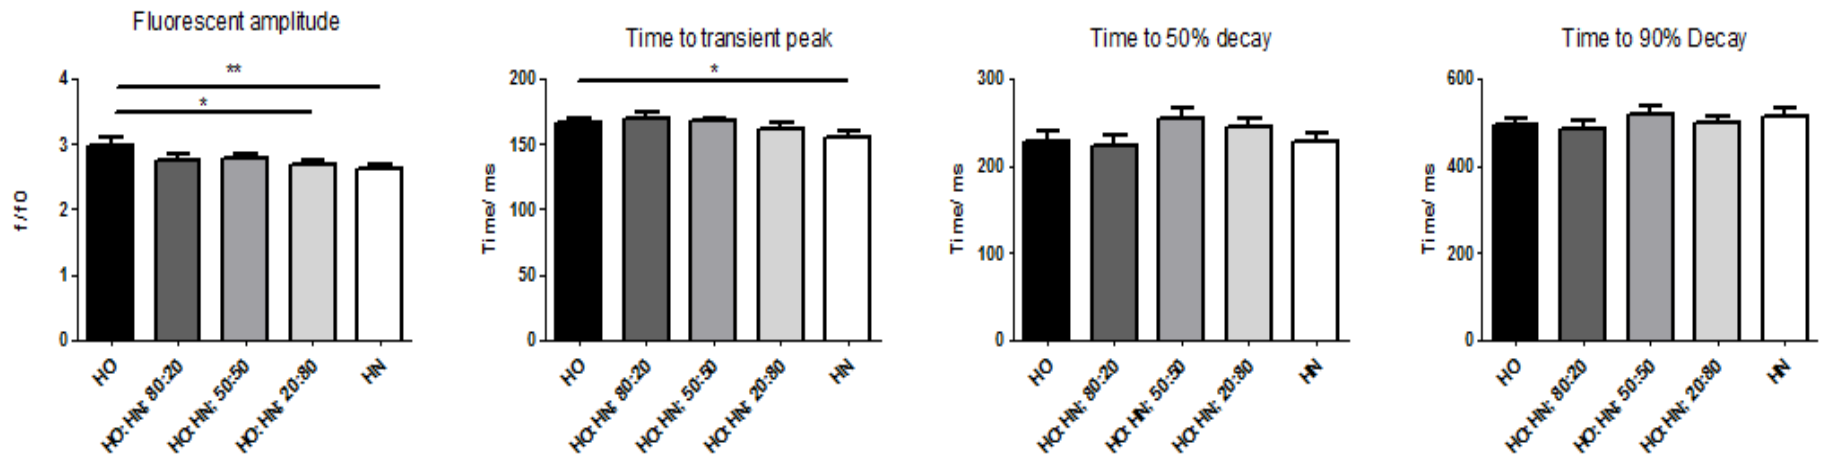 Fluorescent amplitude
**
*
4
3
2
1
0
f/f0
HO
HO: HN; 80:20
HO: HN; 50:50
HO: HN; 20:80
HN
Time to transient peak
*
200
150
100
50
0
Time/ ms
HO
HO: HN; 80:20
HO: HN; 50:50
HO: HN; 20:80
HN
Time to 50% decay
300
200
100
0
Time/ ms
HO
HO: HN; 80:20
HO: HN; 50:50
HO: HN; 20:80
HN
Time to 90% Decay
600
400
200
0
Time/ ms
HO
HO: HN; 80:20
HO: HN; 50:50
HO: HN; 20:80
HN